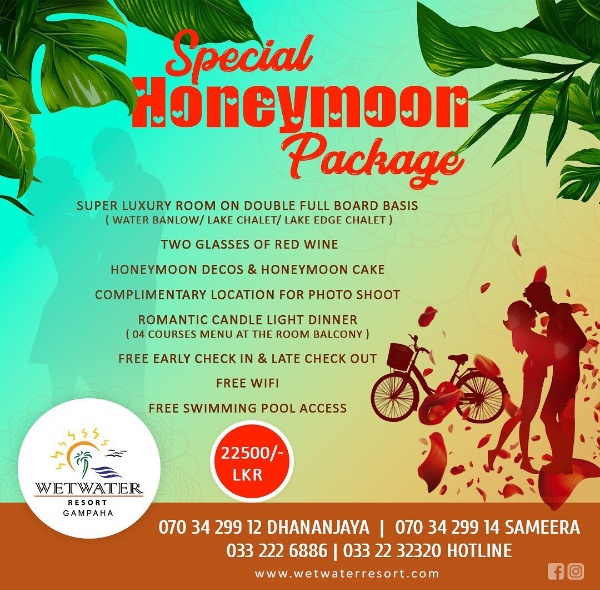 Special
Honeymoon
Package
SUPER LUXURY ROOM ON DOUBLE FULL BOARD BASIS
( WATER BANLOW/ LAKE CHALET/ LAKE EDGE CHALET )
TWO GLASSES OF RED WINE
HONEYMOON DECOS & HONEYMOON CAKE
COMPLIMENTARY LOCATION FOR PHOTO SHOOT
ROMANTIC CANDLE LIGHT DINNER
( 04 COURSES MENU AT THE ROOM BALCONY )
FREE EARLY CHECK IN & LATE CHECK OUT
FREE WIFI
FREE SWIMMING POOL ACCESS
22500/-
LKR
WETWATER
RESORT
GAMPAHA
070 34 299 12 DHANANJAYA | 070 34 299 14 SAMEERA
033 222 6886 | 033 22 32320 HOTLINE
www.wetwaterresort.com